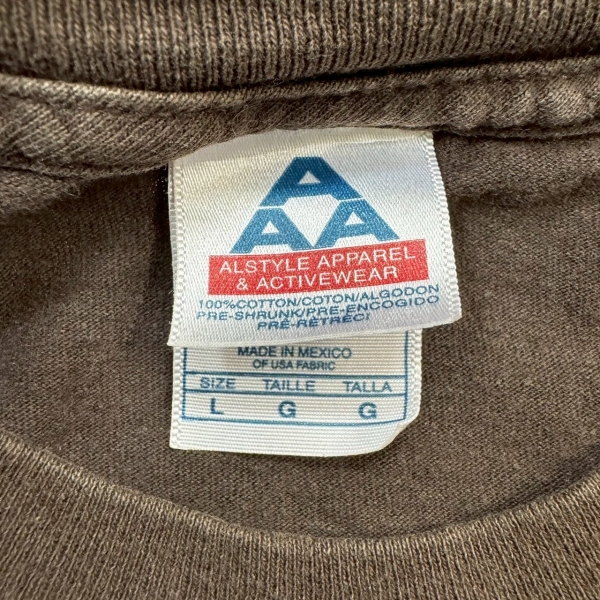 A
A A
ALSTYLE APPAREL
& ACTIVEWEAR
100%COTTON/COTON/ALGODON
PRE-SHRUNK/PRE-ENCOGIDO
PRÉ-RÉTRÉCI
MADE IN MEXICO
OF USA FABRIC
SIZE TAILLE TALLA
L G G